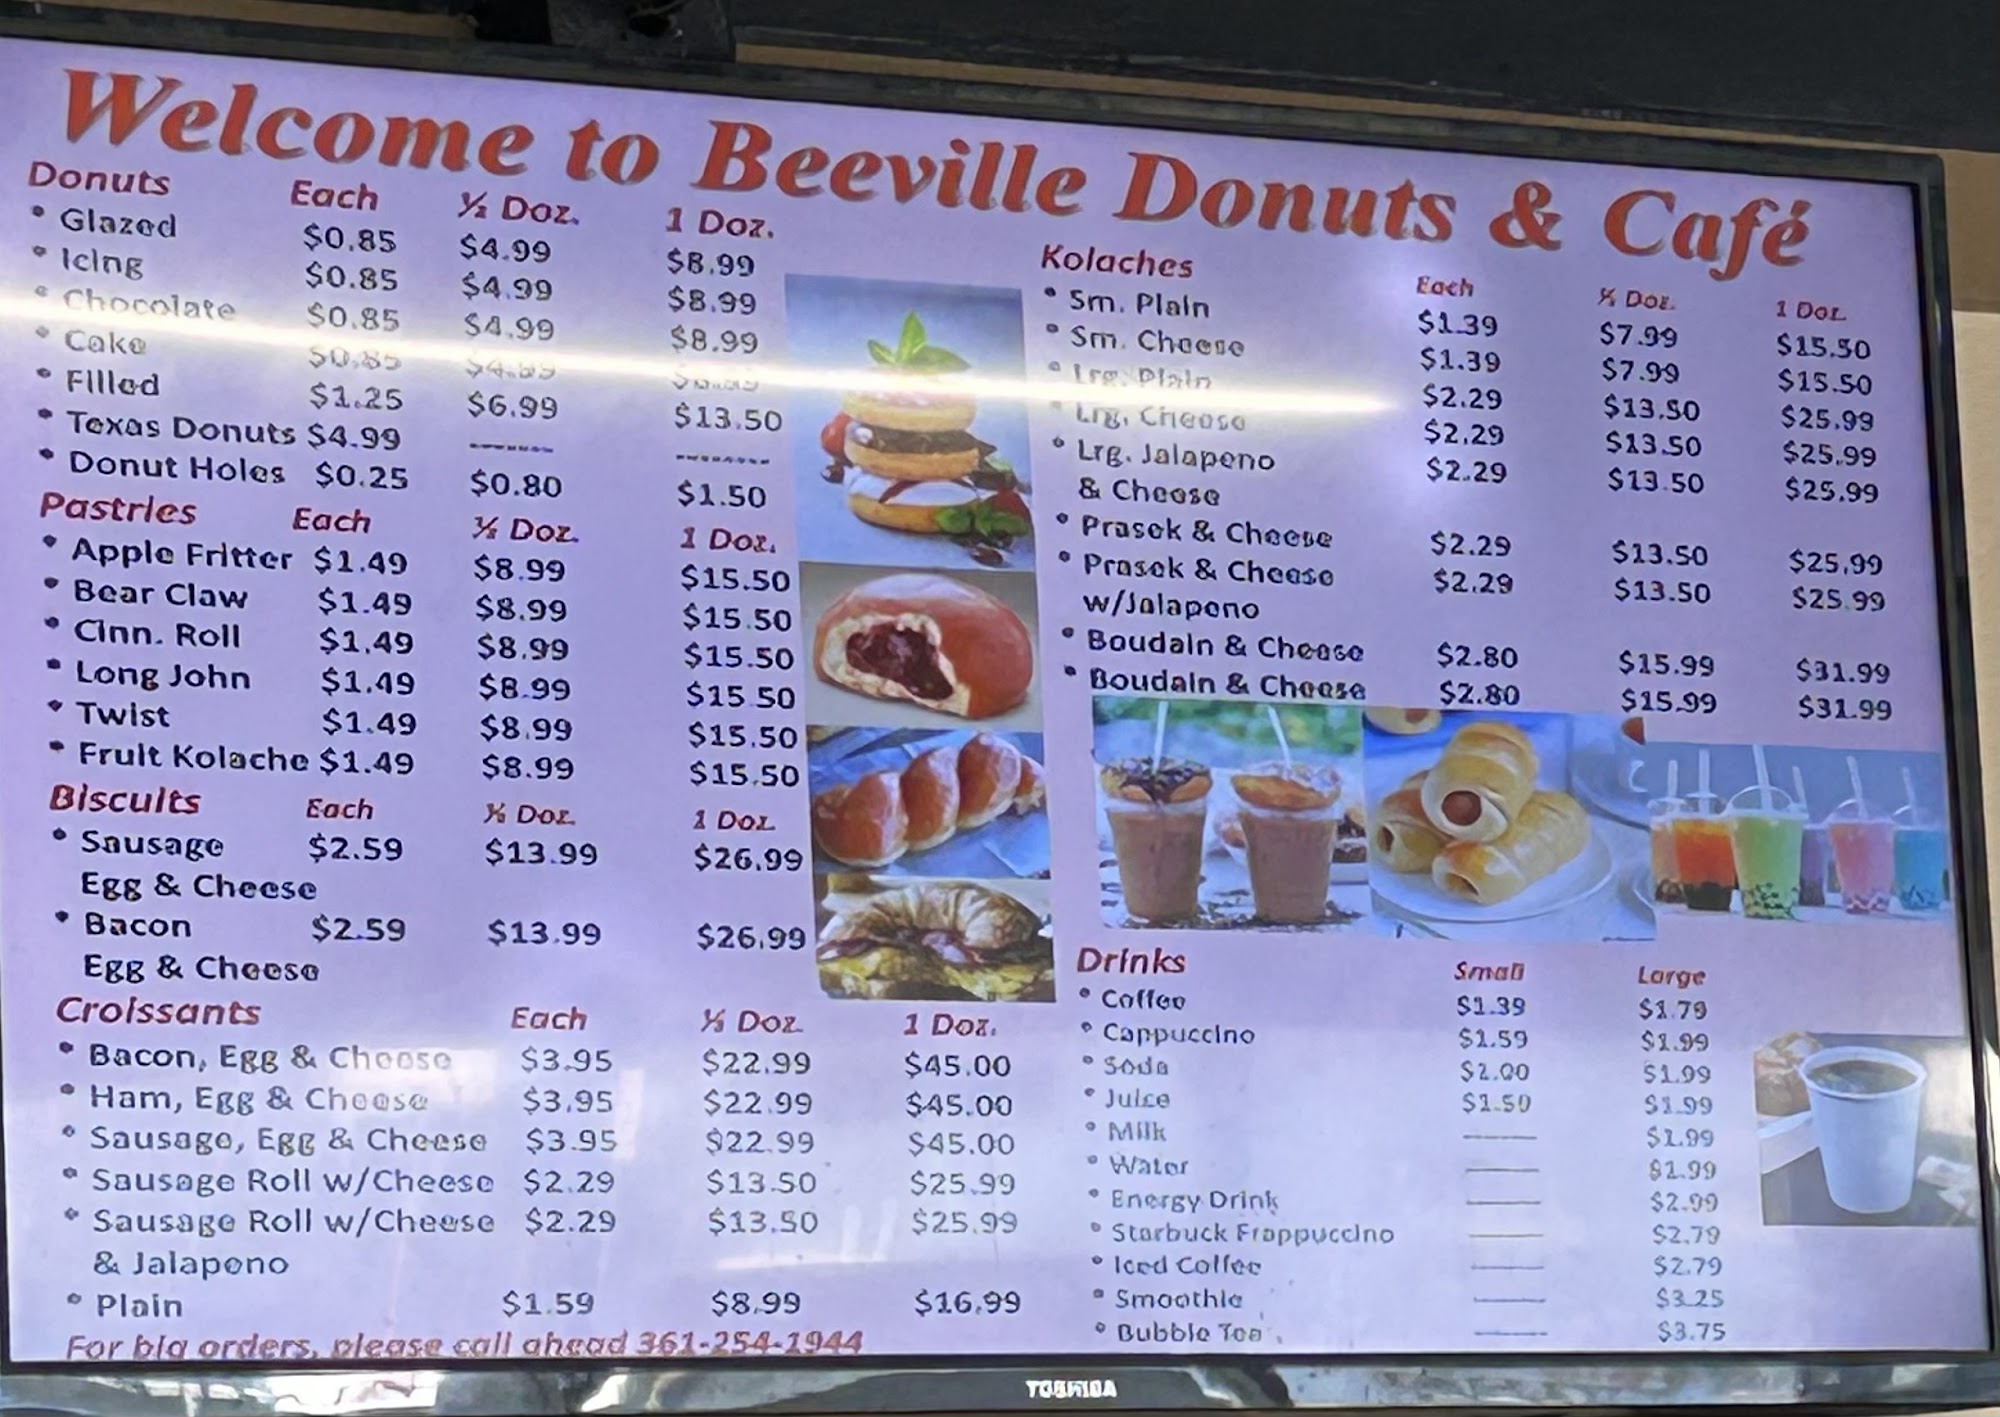 Welcome to Beeville Donuts & Café
Donuts Each ½ Doz. 1 Doz.
• Glazed $0.85 $4.99 $8.99
• Icing $0.85 $4.99 $8.99
• Chocolate $0.85 $4.99 $8.99
• Cake $0.85
• Filled $1.25 $6.99 $13.50
• Texas Donuts $4.99 -------- --------
• Donut Holes $0.25 $0.80 $1.50
Pastries Each ½ Doz. 1 Doz.
• Apple Fritter $1.49 $8.99 $15.50
• Bear Claw $1.49 $8.99 $15.50
• Cinn. Roll $1.49 $8.99 $15.50
• Long John $1.49 $8.99 $15.50
• Twist $1.49 $8.99 $15.50
• Fruit Kolache $1.49 $8.99 $15.50
Biscuits Each ½ Doz. 1 Doz.
• Sausage $2.59 $13.99 $26.99
Egg & Cheese
• Bacon $2.59 $13.99 $26.99
Egg & Cheese
Croissants Each ½ Doz. 1 Doz.
• Bacon, Egg & Cheese $3.95 $22.99 $45.00
• Ham, Egg & Cheese $3.95 $22.99 $45.00
• Sausage, Egg & Cheese $3.95 $22.99 $45.00
• Sausage Roll w/Cheese $2.29 $13.50 $25.99
• Sausage Roll w/Cheese $2.29 $13.50 $25.99
& Jalapeno
• Plain $1.59 $8.99 $16.99
For big orders, please call ahead 361-254-1944
Kolaches Each ½ Doz. 1 Doz.
• Sm. Plain $1.39 $7.99 $15.50
• Sm. Cheese $1.39 $7.99 $15.50
• Lrg. Plain $2.29 $13.50 $25.99
• Lrg. Cheese $2.29 $13.50 $25.99
• Lrg. Jalapeno $2.29 $13.50 $25.99
& Cheese
• Prasek & Cheese $2.29 $13.50 $25.99
• Prasek & Cheese $2.29 $13.50 $25.99
w/Jalapeno
• Boudain & Cheese $2.80 $15.99 $31.99
• Boudain & Cheese $2.80 $15.99 $31.99
Drinks Small Large
• Coffee $1.39 $1.79
• Cappuccino $1.59 $1.99
• Soda $2.00 $1.99
• Juice $1.50 $1.99
• Milk ——— $1.99
• Water ——— $1.99
• Energy Drink ——— $2.99
• Starbuck Frappuccino ——— $2.79
• Iced Coffee ——— $2.79
• Smoothie ——— $3.25
• Bubble Tea ——— $3.75
TOSHIBA